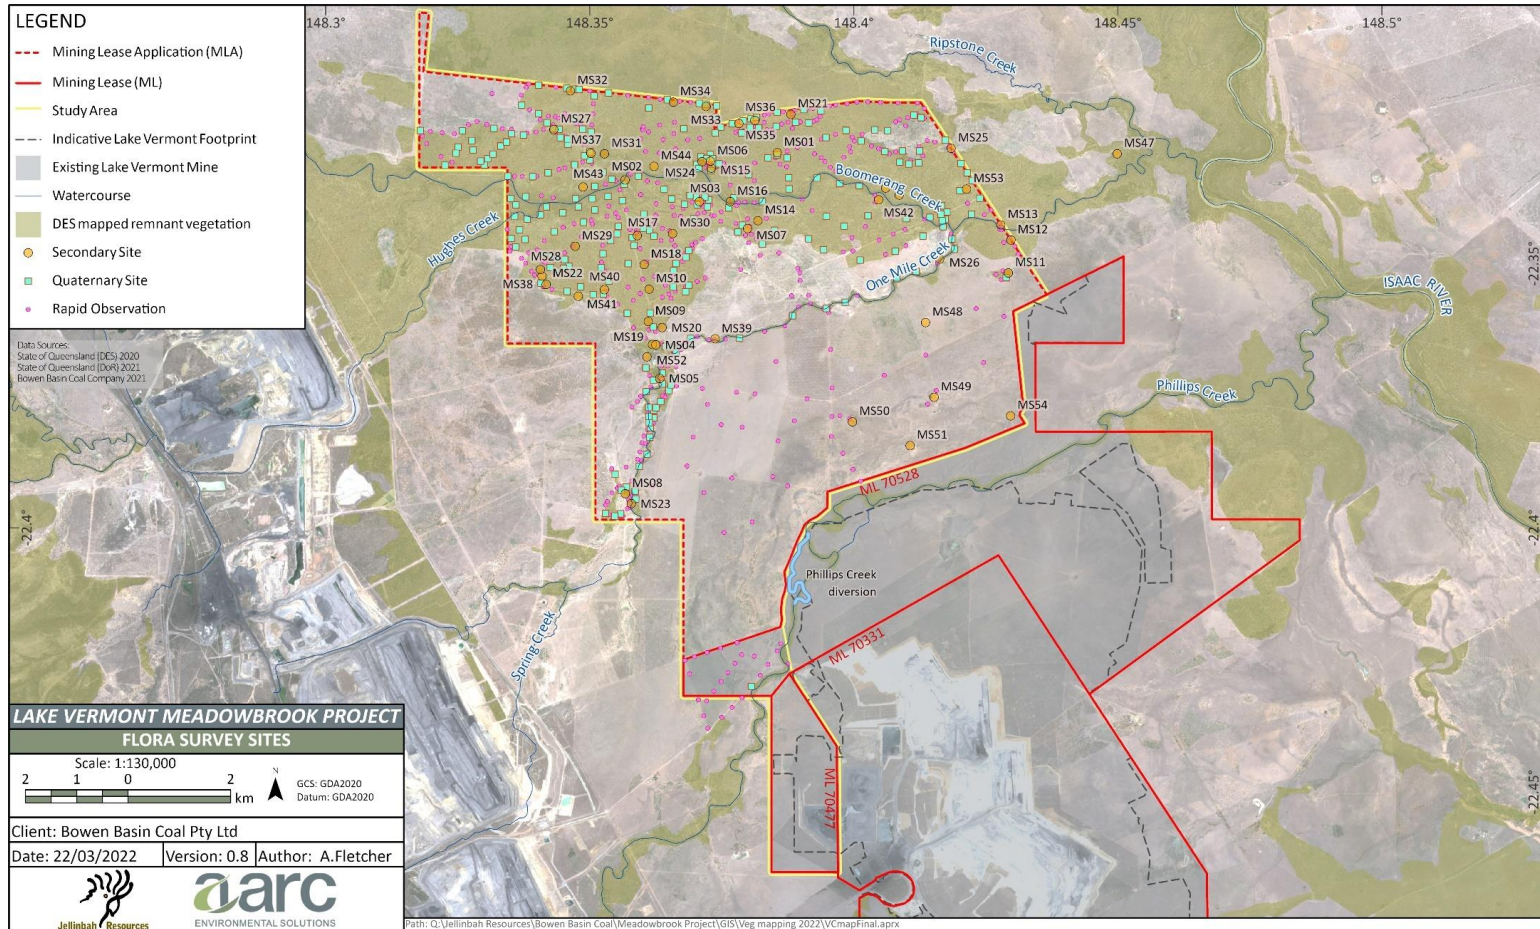 LEGEND
Mining Lease Application (MLA)
Mining Lease (ML)
Study Area
Indicative Lake Vermont Footprint
Existing Lake Vermont Mine
Watercourse
DES mapped remnant vegetation
Secondary Site
Quaternary Site
Rapid Observation
Data Sources:
State of Queensland (DES) 2020
State of Queensland (DoR) 2021
Bowen Basin Coal Company 2021
148.3°
148.35°
148.4°
148.45°
148.5°
Ripstone Creek
MS32
MS34
MS33
MS36
MS21
MS35
MS27
MS37
MS31
MS44
MS06
MS01
MS25
MS47
MS02
MS24
MS15
MS43
MS03
MS16
Boomerang Creek
MS53
MS42
MS14
MS13
MS12
Hughes Creek
MS17
MS30
MS07
MS29
MS28
MS22
MS18
MS26
MS11
One Mile Creek
MS38
MS40
MS10
MS41
-22.35°
ISAAC RIVER
MS09
MS48
MS20
MS39
MS19
MS04
MS52
MS05
MS49
Phillips Creek
MS50
MS54
MS51
MS08
MS23
ML 70528
-22.4°
-22.4°
Phillips Creek
diversion
Spring Creek
ML 70331
ML 70477
-22.45°
LAKE VERMONT MEADOWBROOK PROJECT
FLORA SURVEY SITES
Scale: 1:130,000
2 1 0 2
km
N
GCS: GDA2020
Datum: GDA2020
Client: Bowen Basin Coal Pty Ltd
Date: 22/03/2022 Version: 0.8 Author: A.Fletcher
Jellinbah Resources
aarc
ENVIRONMENTAL SOLUTIONS
Path: Q:\Jellinbah Resources\Bowen Basin Coal\Meadowbrook Project\GIS\Veg mapping 2022\VCmapFinal.aprx